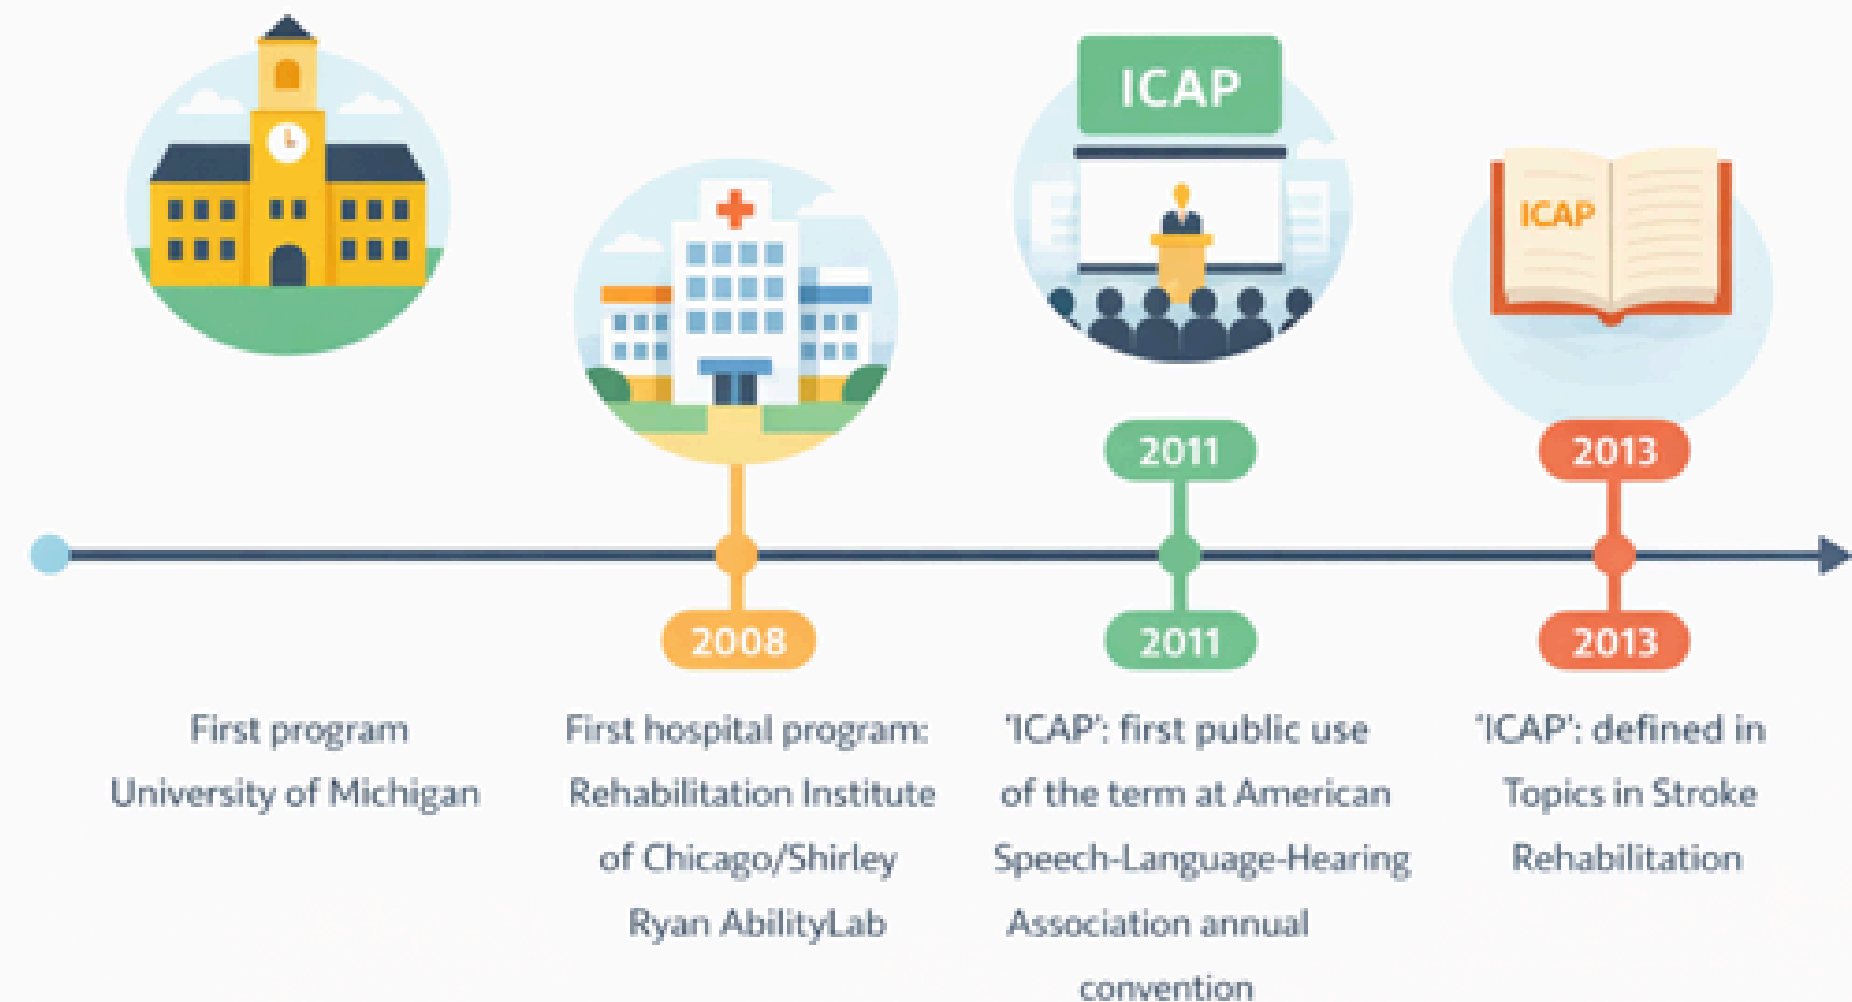 ICAP
ICAP
2011
2013
2008
2011
2013
First program
University of Michigan
First hospital program:
Rehabilitation Institute
of Chicago/Shirley
Ryan AbilityLab
'ICAP': first public use
of the term at American
Speech-Language-Hearing
Association annual
convention
'ICAP': defined in
Topics in Stroke
Rehabilitation